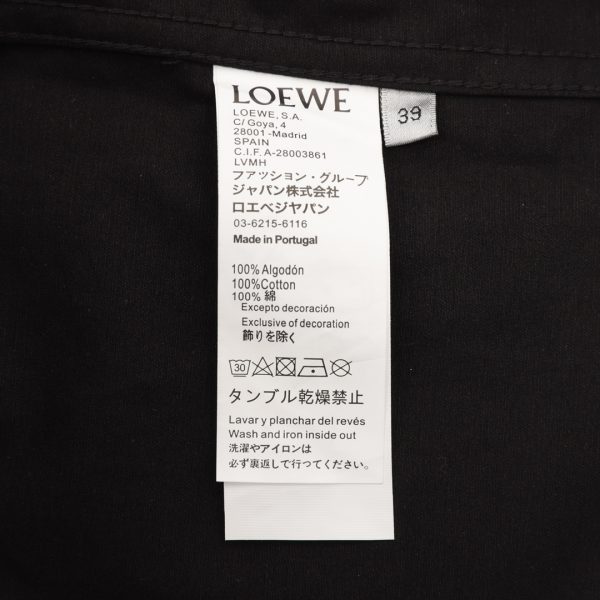 LOEWE
LOEWE, S.A.
C/ Goya, 4
28001 -Madrid
SPAIN
C.I.F. A-28003861
LVMH
ファッション・グループ
ジャパン株式会社
ロエベジャパン
03-6215-6116
Made in Portugal
100%Algodón
100%Cotton
100% 綿
Excepto decoración
Exclusive of decoration
飾りを除く
30
タンブル乾燥禁止
Lavar y planchar del revés
Wash and iron inside out
洗濯やアイロンは
必ず裏返しで行つてください。
39